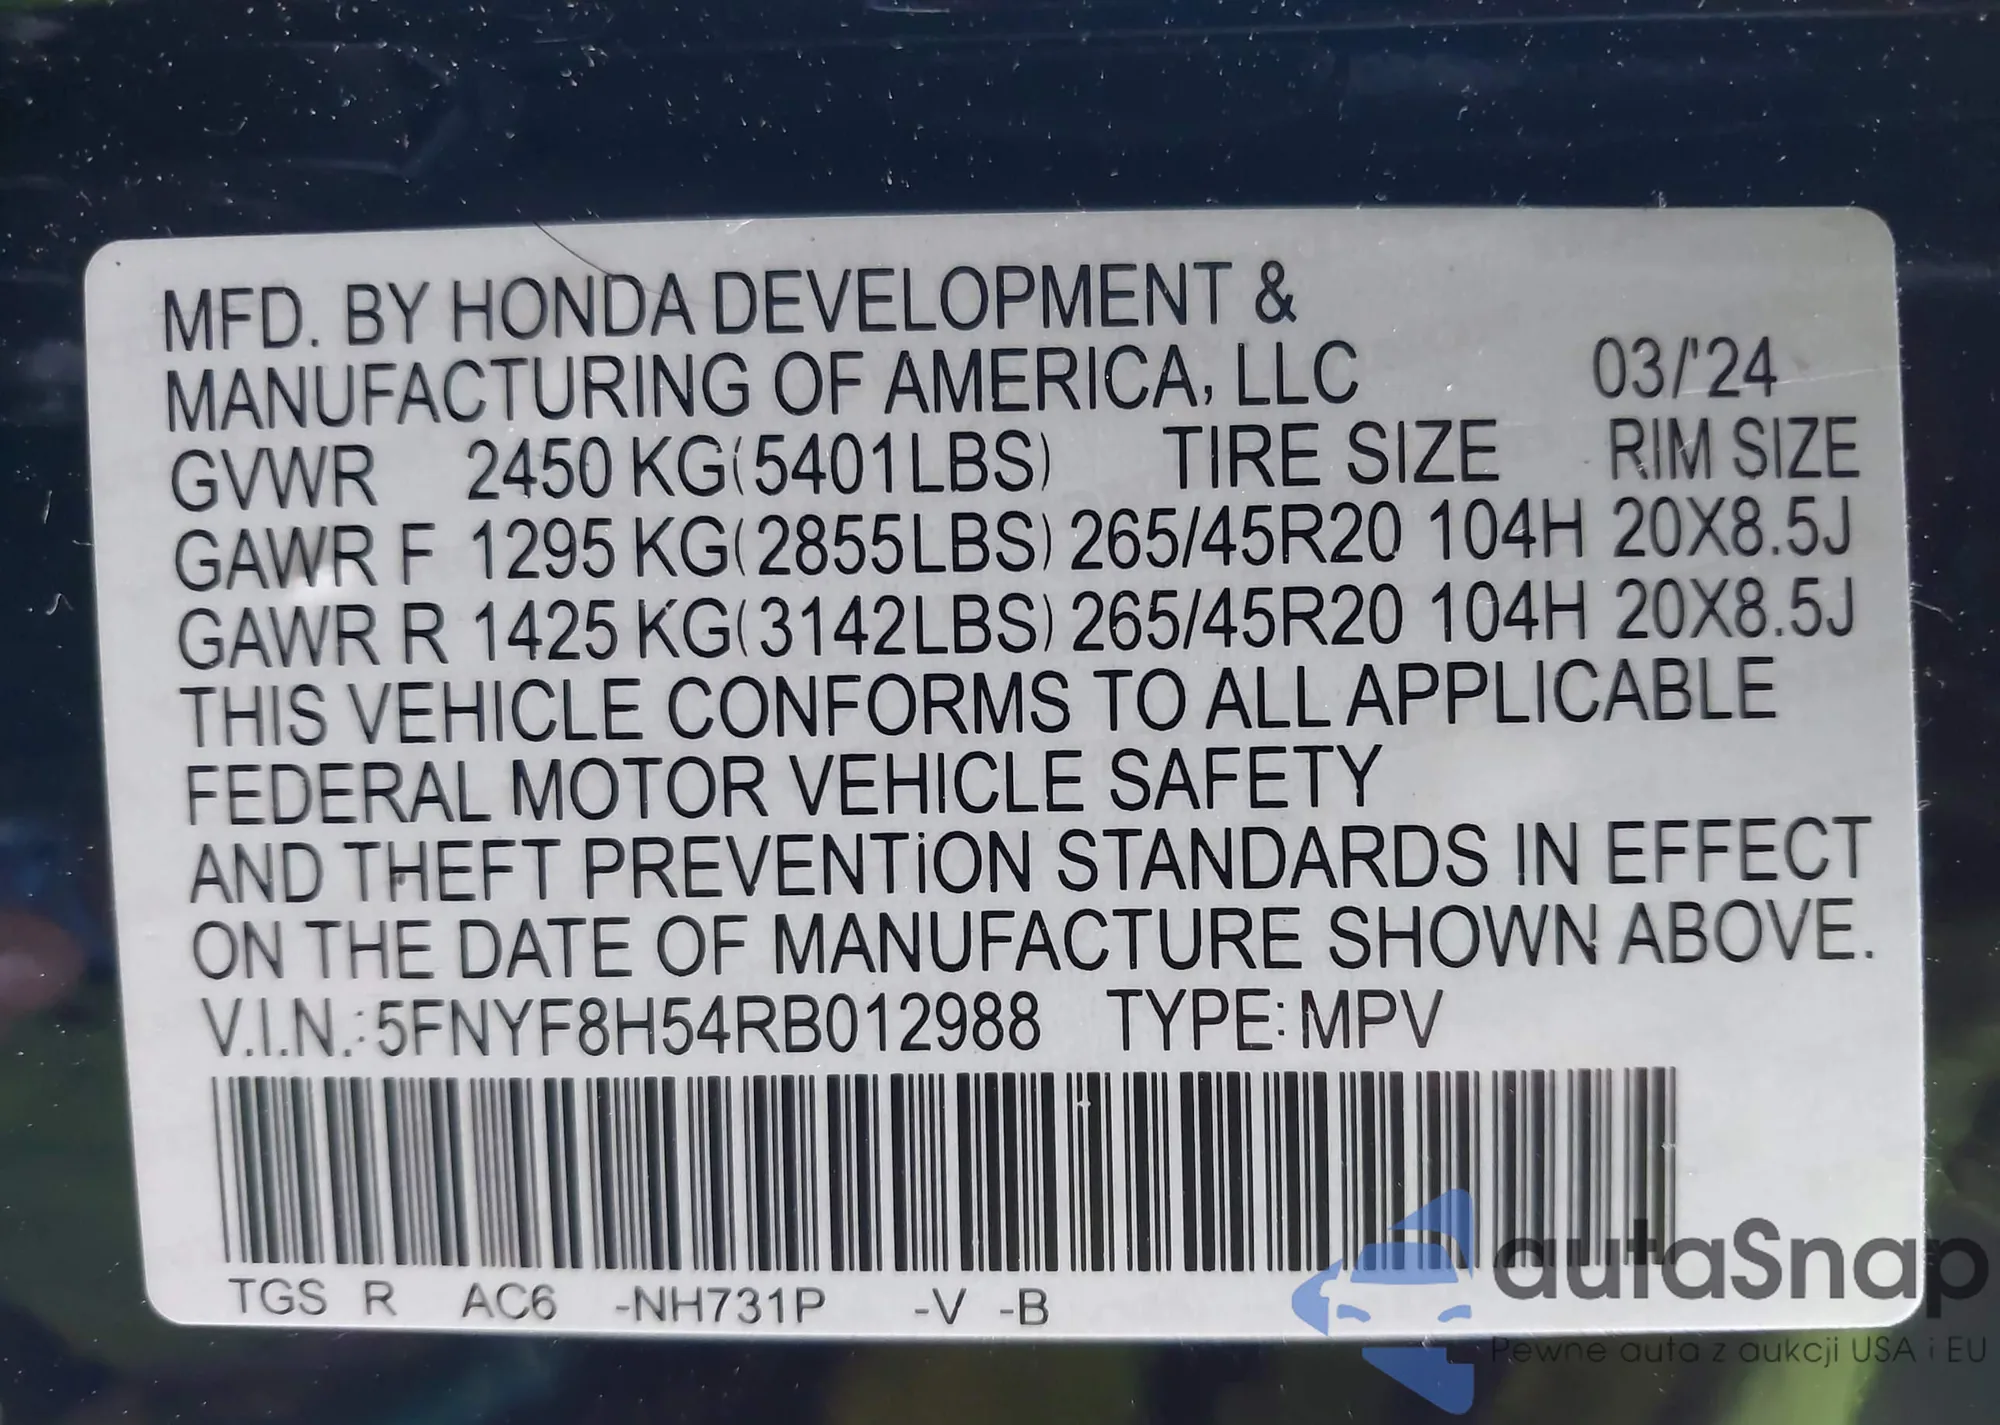 MFD. BY HONDA DEVELOPMENT &
MANUFACTURING OF AMERICA, LLC 03/'24
GVWR 2450 KG(5401LBS) TIRE SIZE RIM SIZE
GAWR F 1295 KG(2855LBS) 265/45R20 104H 20X8.5J
GAWR R 1425 KG(3142LBS) 265/45R20 104H 20X8.5J
THIS VEHICLE CONFORMS TO ALL APPLICABLE
FEDERAL MOTOR VEHICLE SAFETY
AND THEFT PREVENTION STANDARDS IN EFFECT
ON THE DATE OF MANUFACTURE SHOWN ABOVE.
V.I.N.:5FNYF8H54RB012988 TYPE:MPV
TGS R AC6 -NH731P -V -B
autaSnap
Pewne auta z aukcji USA i EU